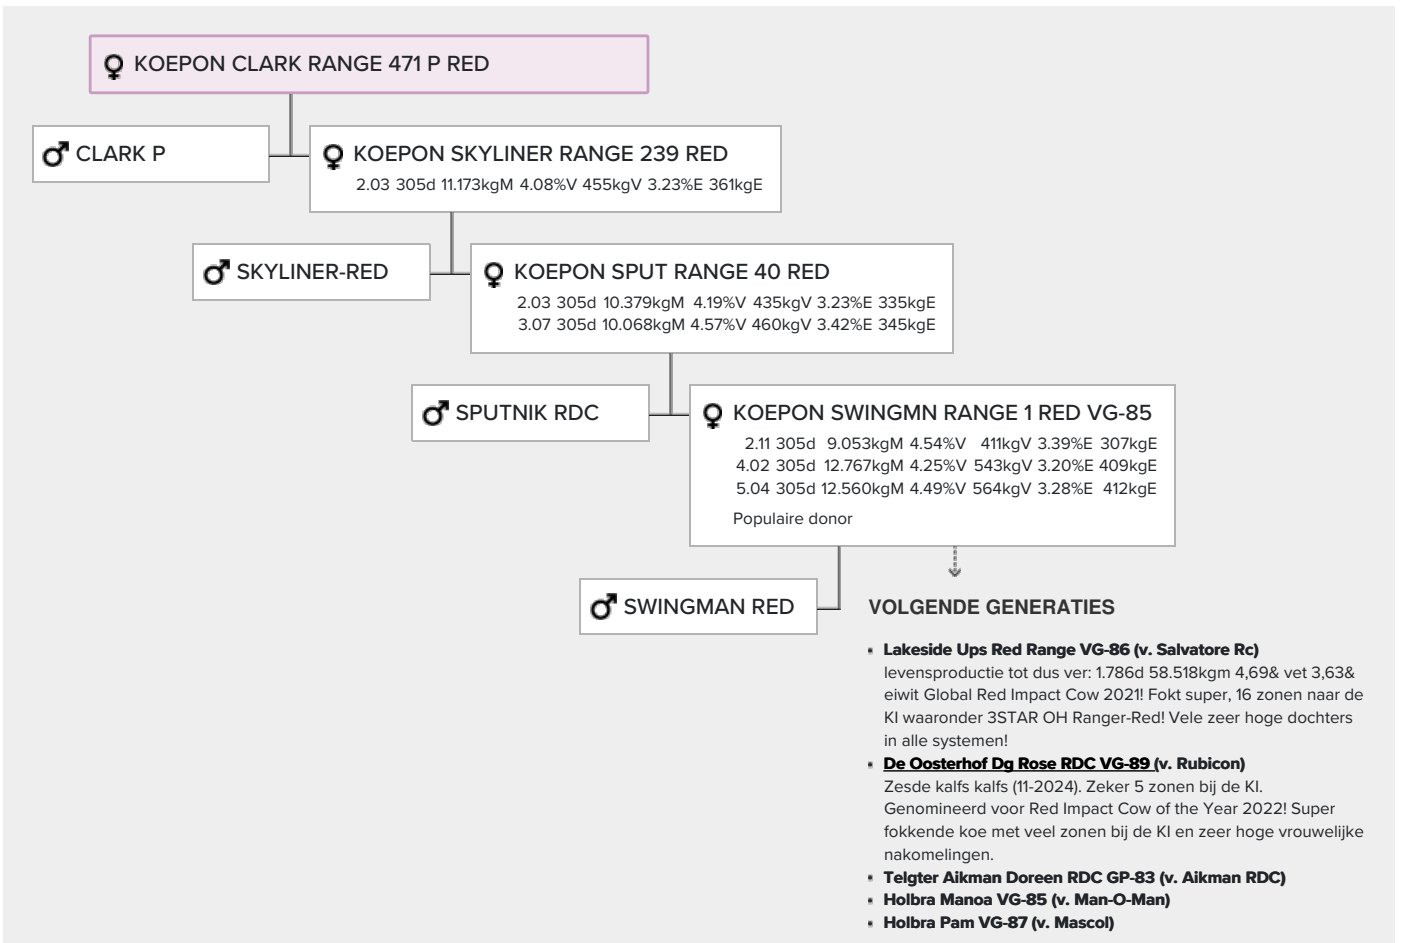 KOEPON CLARK RANGE 471 P RED
CLARK P
KOEPON SKYLINER RANGE 239 RED
2.03 305d 11.173kgM 4.08%V 455kgV 3.23%E 361kgE
SKYLINER-RED
KOEPON SPUT RANGE 40 RED
2.03 305d 10.379kgM 4.19%V 435kgV 3.23%E 335kgE
3.07 305d 10.068kgM 4.57%V 460kgV 3.42%E 345kgE
SPUTNIK RDC
KOEPON SWINGMN RANGE 1 RED VG-85
2.11 305d 9.053kgM 4.54%V 411kgV 3.39%E 307kgE
4.02 305d 12.767kgM 4.25%V 543kgV 3.20%E 409kgE
5.04 305d 12.560kgM 4.49%V 564kgV 3.28%E 412kgE
Populaire donor
SWINGMAN RED
VOLGENDE GENERATIES
Lakeside Ups Red Range VG-86 (v. Salvatore Rc)
levensproductie tot dus ver: 1.786d 58.518kgm 4,69& vet 3,63&
eiwit Global Red Impact Cow 2021! Fokt super, 16 zonen naar de
KI waaronder 3STAR OH Ranger-Red! Vele zeer hoge dochters
in alle systemen!
De Oosterhof Dg Rose RDC VG-89 (v. Rubicon)
Zesde kalfs kalfs (11-2024). Zeker 5 zonen bij de KI.
Genomineerd voor Red Impact Cow of the Year 2022! Super
fokkende koe met veel zonen bij de KI en zeer hoge vrouwelijke
nakomelingen.
Telgter Aikman Doreen RDC GP-83 (v. Aikman RDC)
Holbra Manoa VG-85 (v. Man-O-Man)
Holbra Pam VG-87 (v. Mascol)